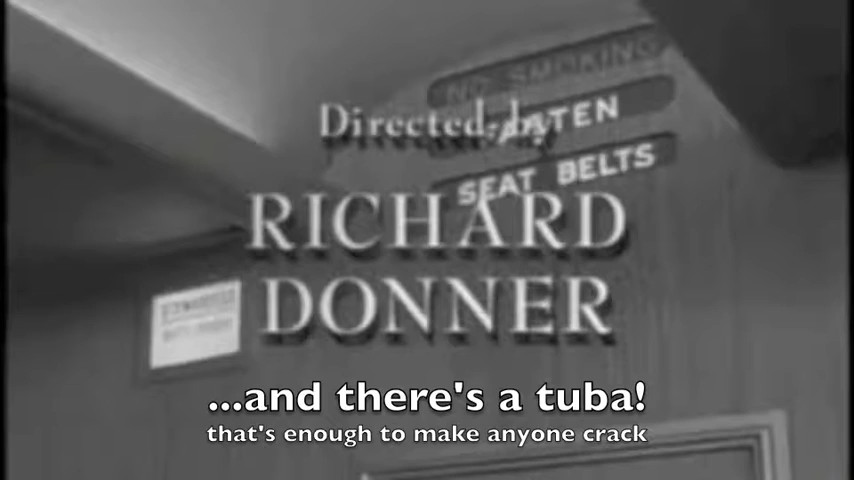 NO SMOKING
Directed by
FASTEN
SEAT BELTS
RICHARD
DONNER
...and there's a tuba!
that's enough to make anyone crack